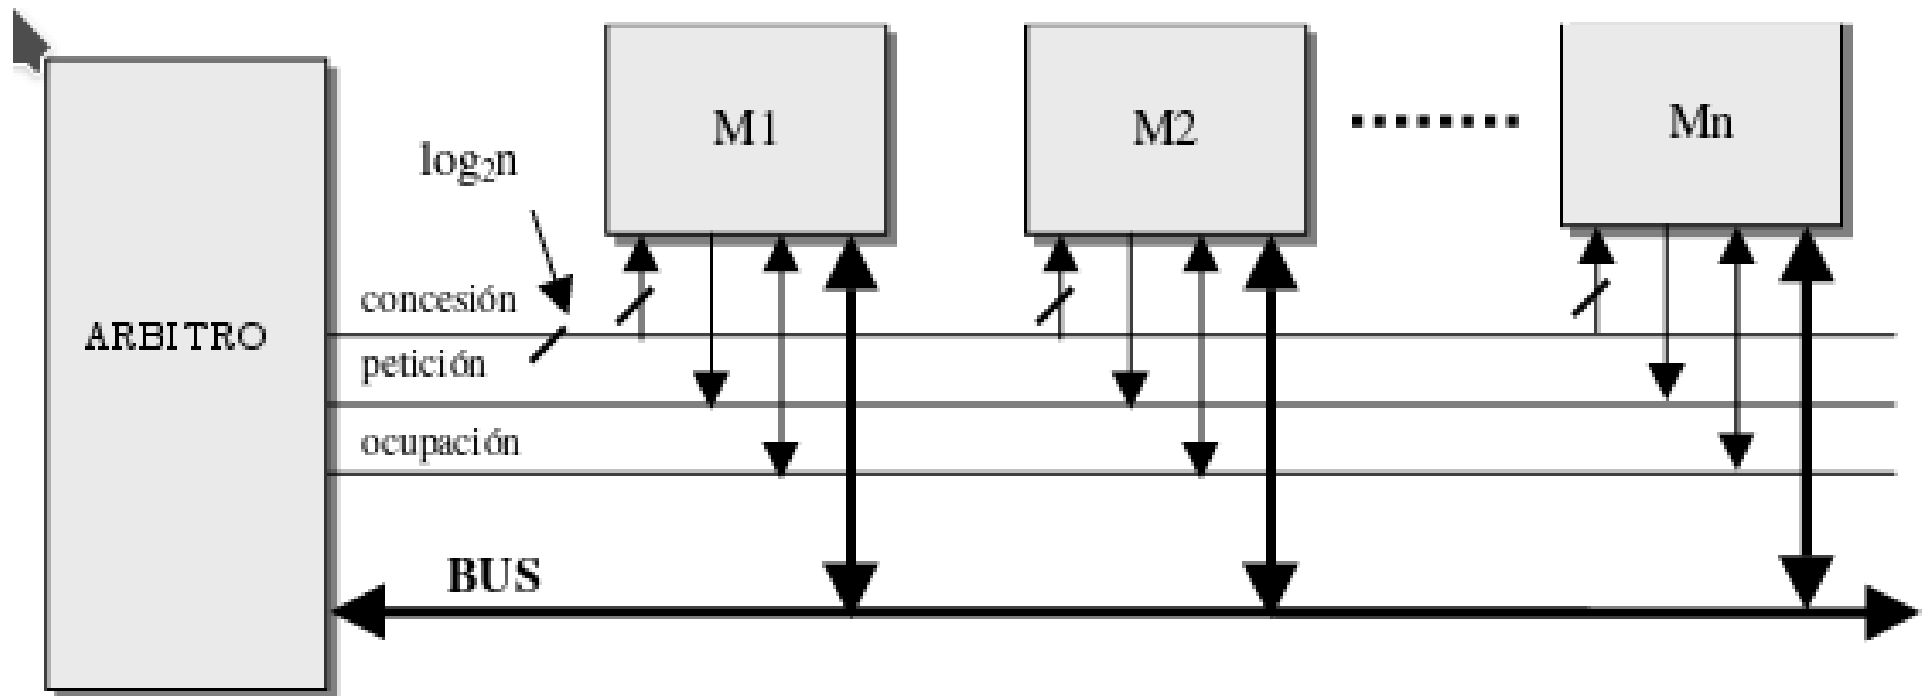 M1
M2
Mn
log₂n
concesión
ARBITRO
petición
ocupación
BUS